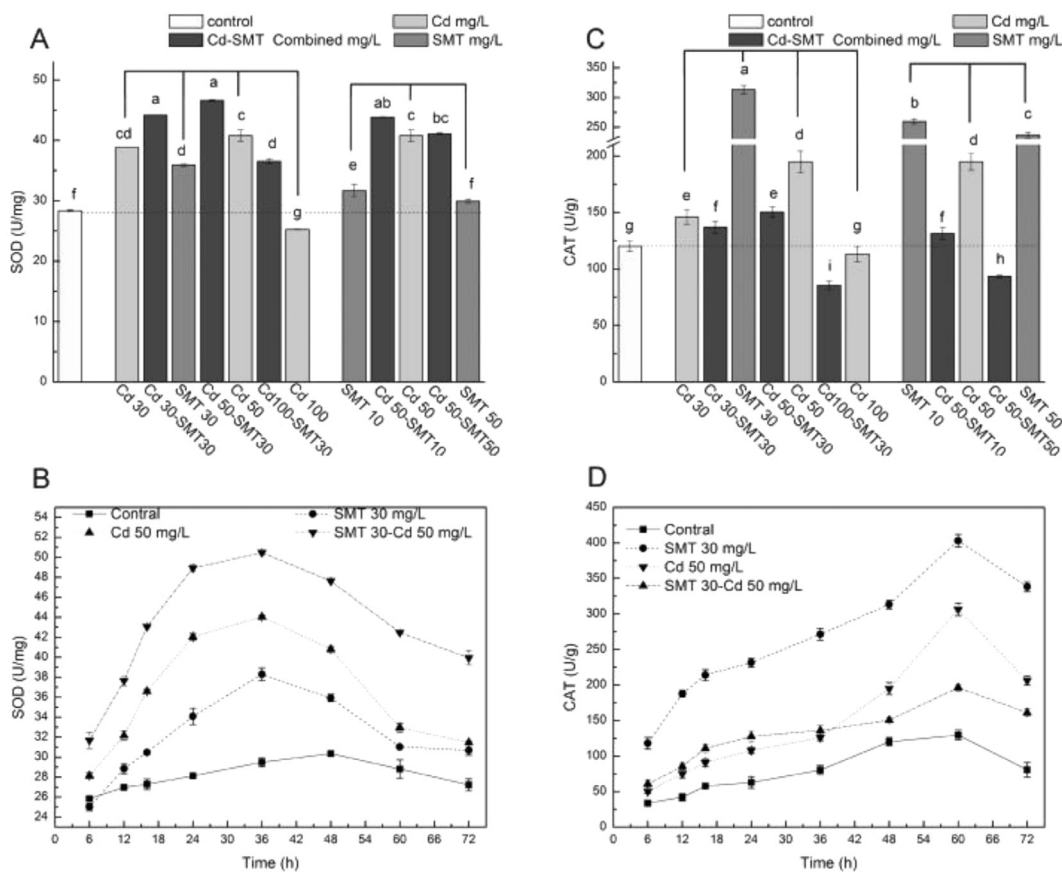 A
control
Cd mg/L
Cd-SMT Combined mg/L
SMT mg/L
SOD (U/mg)
50
40
30
20
10
0
f
cd
a
d
a
c
d
g
e
ab
c
bc
f
Cd 30
Cd 30-SMT30
SMT 30
Cd 50-SMT30
Cd 50
Cd100-SMT30
Cd 100
SMT 10
Cd 50-SMT10
Cd 50
Cd 50-SMT50
SMT 50
C
control
Cd mg/L
Cd-SMT Combined mg/L
SMT mg/L
CAT (U/g)
350
300
250
200
150
100
50
0
g
e
f
a
e
d
i
g
b
f
d
h
c
Cd 30
Cd 30-SMT30
SMT 30
Cd 50-SMT30
Cd 50
Cd100-SMT30
Cd 100
SMT 10
Cd 50-SMT10
Cd 50
Cd 50-SMT50
SMT 50
B
Contral
SMT 30 mg/L
Cd 50 mg/L
SMT 30-Cd 50 mg/L
SOD (U/mg)
54
52
50
48
46
44
42
40
38
36
34
32
30
28
26
24
0 6 12 18 24 30 36 42 48 54 60 66 72
Time (h)
D
Contral
SMT 30 mg/L
Cd 50 mg/L
SMT 30-Cd 50 mg/L
CAT (U/g)
450
400
350
300
250
200
150
100
50
0
0 6 12 18 24 30 36 42 48 54 60 66 72
Time (h)